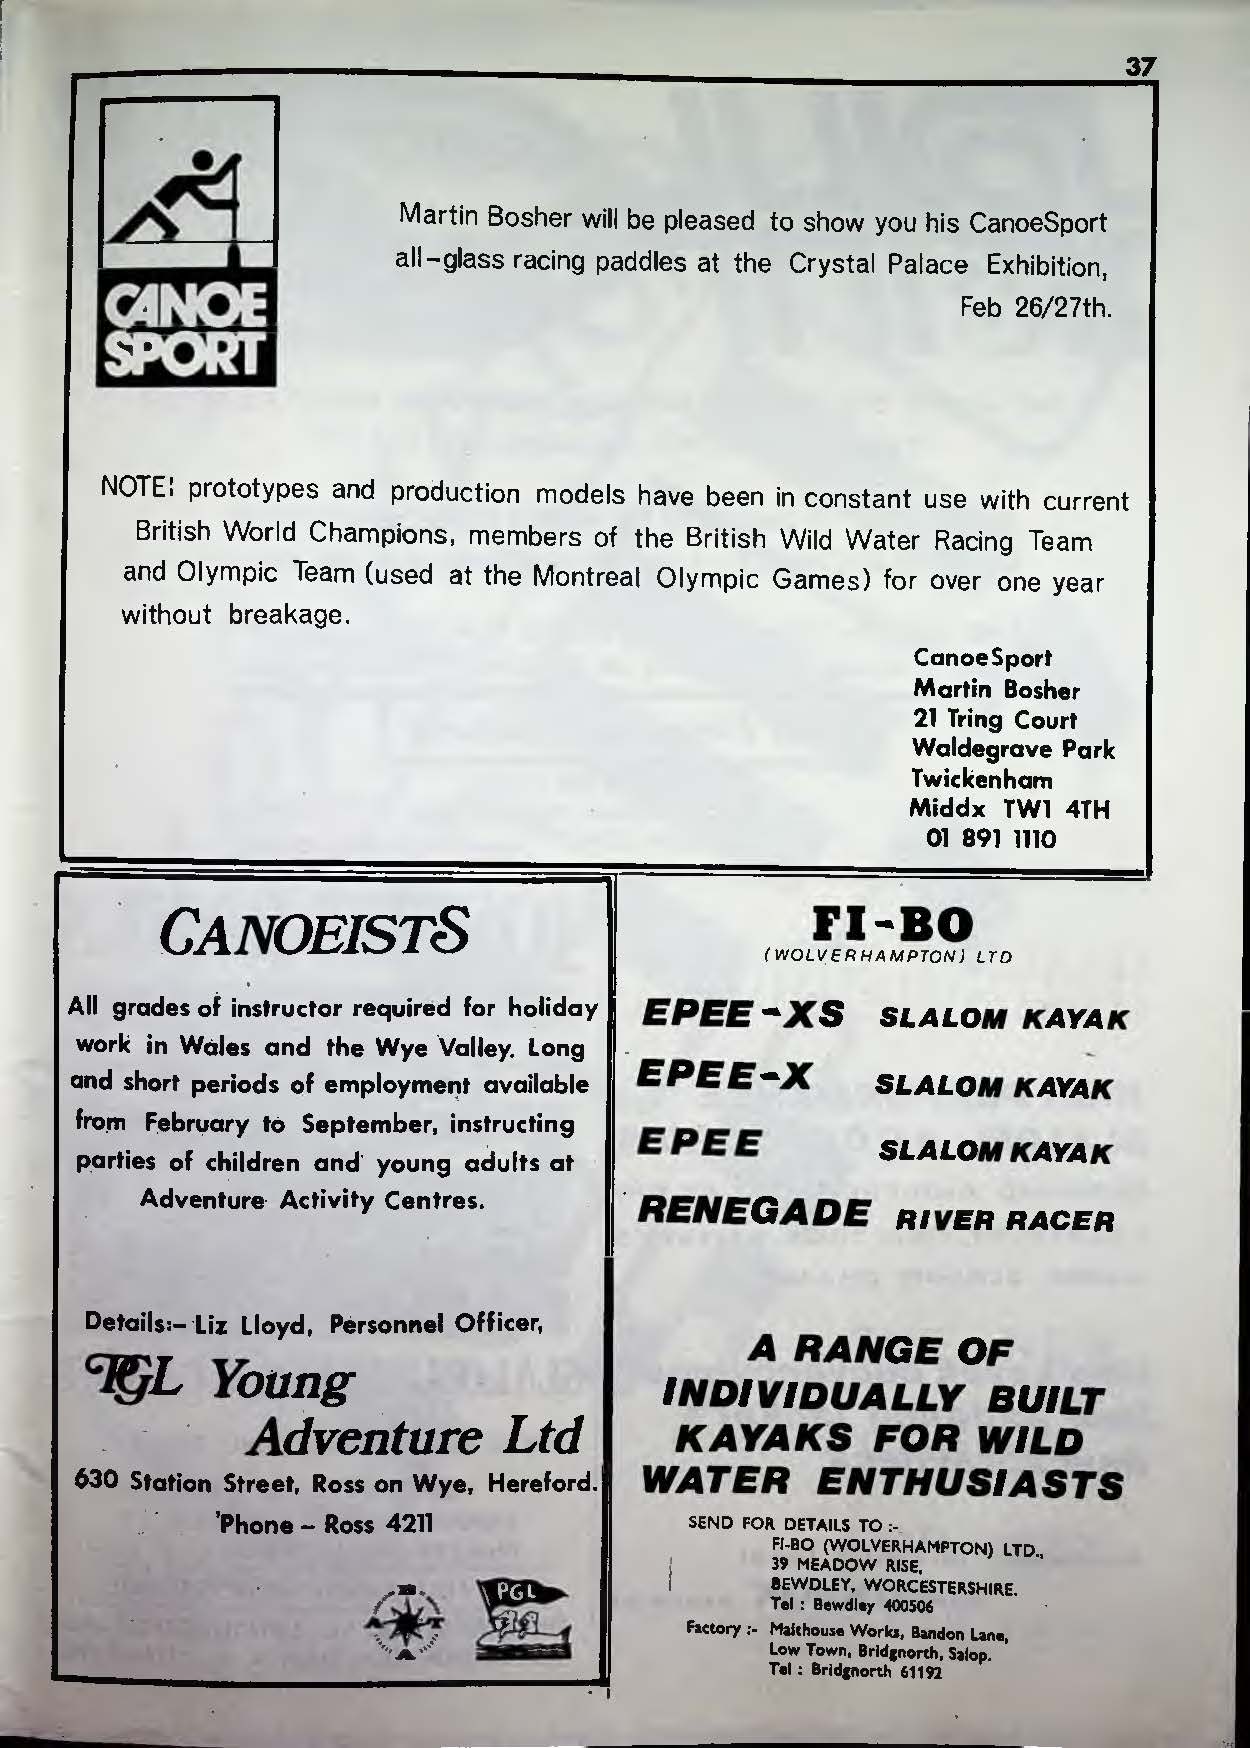 37
CANOE
SPORT
Martin Bosher will be pleased to show you his CanoeSport
all-glass racing paddles at the Crystal Palace Exhibition,
Feb 26/27th.
NOTE: prototypes and production models have been in constant use with current
British World Champions, members of the British Wild Water Racing Team
and Olympic Team (used at the Montreal Olympic Games) for over one year
without breakage.
CanoeSport
Martin Bosher
21 Tring Court
Waldegrave Park
Twickenham
Middx TW1 4TH
01 891 1110
CANOEISTS
All grades of instructor required for holiday
work in Wales and the Wye Valley. Long
and short periods of employment available
from February to September, instructing
parties of children and young adults at
Adventure Activity Centres.
Details:- Liz Lloyd, Personnel Officer,
PGL Young
Adventure Ltd
630 Station Street, Ross on Wye, Hereford.
'Phone - Ross 4211
A T A
PGL
FI-BO
(WOLVERHAMPTON) LTD
EPEE-XS SLALOM KAYAK
EPEE-X SLALOM KAYAK
EPEE SLALOM KAYAK
RENEGADE RIVER RACER
A RANGE OF
INDIVIDUALLY BUILT
KAYAKS FOR WILD
WATER ENTHUSIASTS
SEND FOR DETAILS TO :-
FI-BO (WOLVERHAMPTON) LTD.,
39 MEADOW RISE,
BEWDLEY, WORCESTERSHIRE.
Tel : Bewdley 400506
Factory :- Malthouse Works, Bandon Lane,
Low Town, Bridgnorth, Salop.
Tel : Bridgnorth 61192